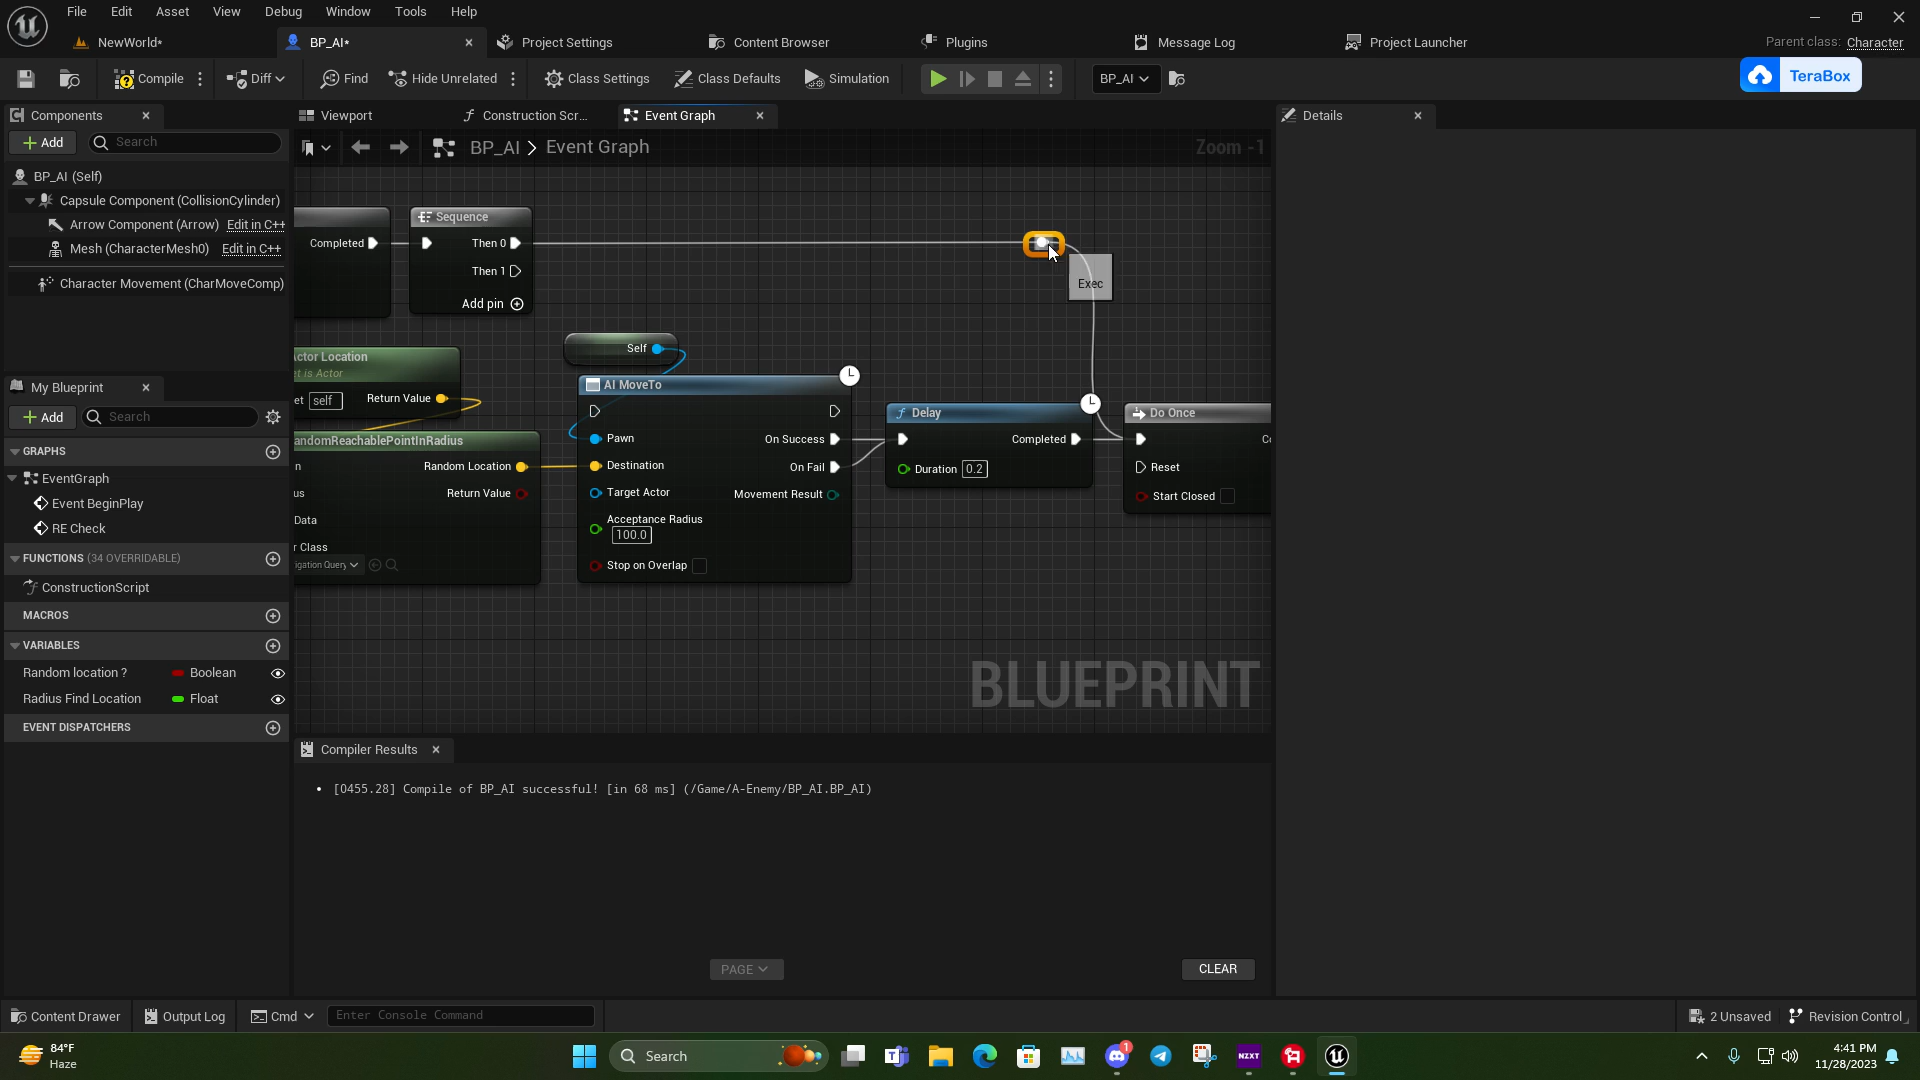 File Edit Asset View Debug Window Tools Help
NewWorld* BP_AI* Project Settings Content Browser Plugins Message Log Project Launcher Parent class: Character
Compile Diff Find Hide Unrelated Class Settings Class Defaults Simulation BP_AI TeraBox
Components Viewport Construction Scr... Event Graph Details
Add Search BP_AI > Event Graph Zoom -1
BP_AI (Self)
Capsule Component (CollisionCylinder)
Arrow Component (Arrow) Edit in C++
Mesh (CharacterMesh0) Edit in C++
Character Movement (CharMoveComp)
My Blueprint
Add Search
GRAPHS
EventGraph
Event BeginPlay
RE Check
FUNCTIONS (34 OVERRIDABLE)
ConstructionScript
MACROS
VARIABLES
Random location ? Boolean
Radius Find Location Float
EVENT DISPATCHERS
Completed
Sequence
Then 0
Then 1
Add pin
Exec
Actor Location
et is Actor
et self Return Value
andomReachablePointInRadius
n Random Location
us Return Value
Data
r Class
igation Query
Self
AI MoveTo
Pawn On Success
Destination On Fail
Target Actor Movement Result
Acceptance Radius
100.0
Stop on Overlap
Delay
Completed
Duration 0.2
Do Once
Reset
Start Closed
BLUEPRINT
Compiler Results
• [0455.28] Compile of BP_AI successful! [in 68 ms] (/Game/A-Enemy/BP_AI.BP_AI)
PAGE CLEAR
Content Drawer Output Log Cmd Enter Console Command 2 Unsaved Revision Control
84°F
Haze
Search
1
NZXT
4:41 PM
11/28/2023